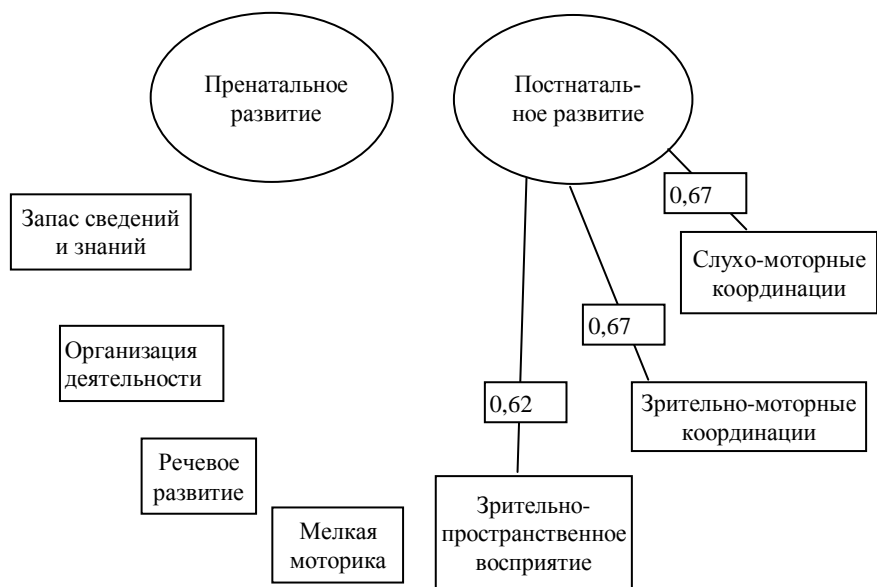 Пренатальное
развитие
Постнаталь-
ное развитие
0,67
Запас сведений
и знаний
Слухо-моторные
координации
0,67
Организация
деятельности
0,62
Зрительно-моторные
координации
Речевое
развитие
Зрительно-
пространственное
восприятие
Мелкая
моторика